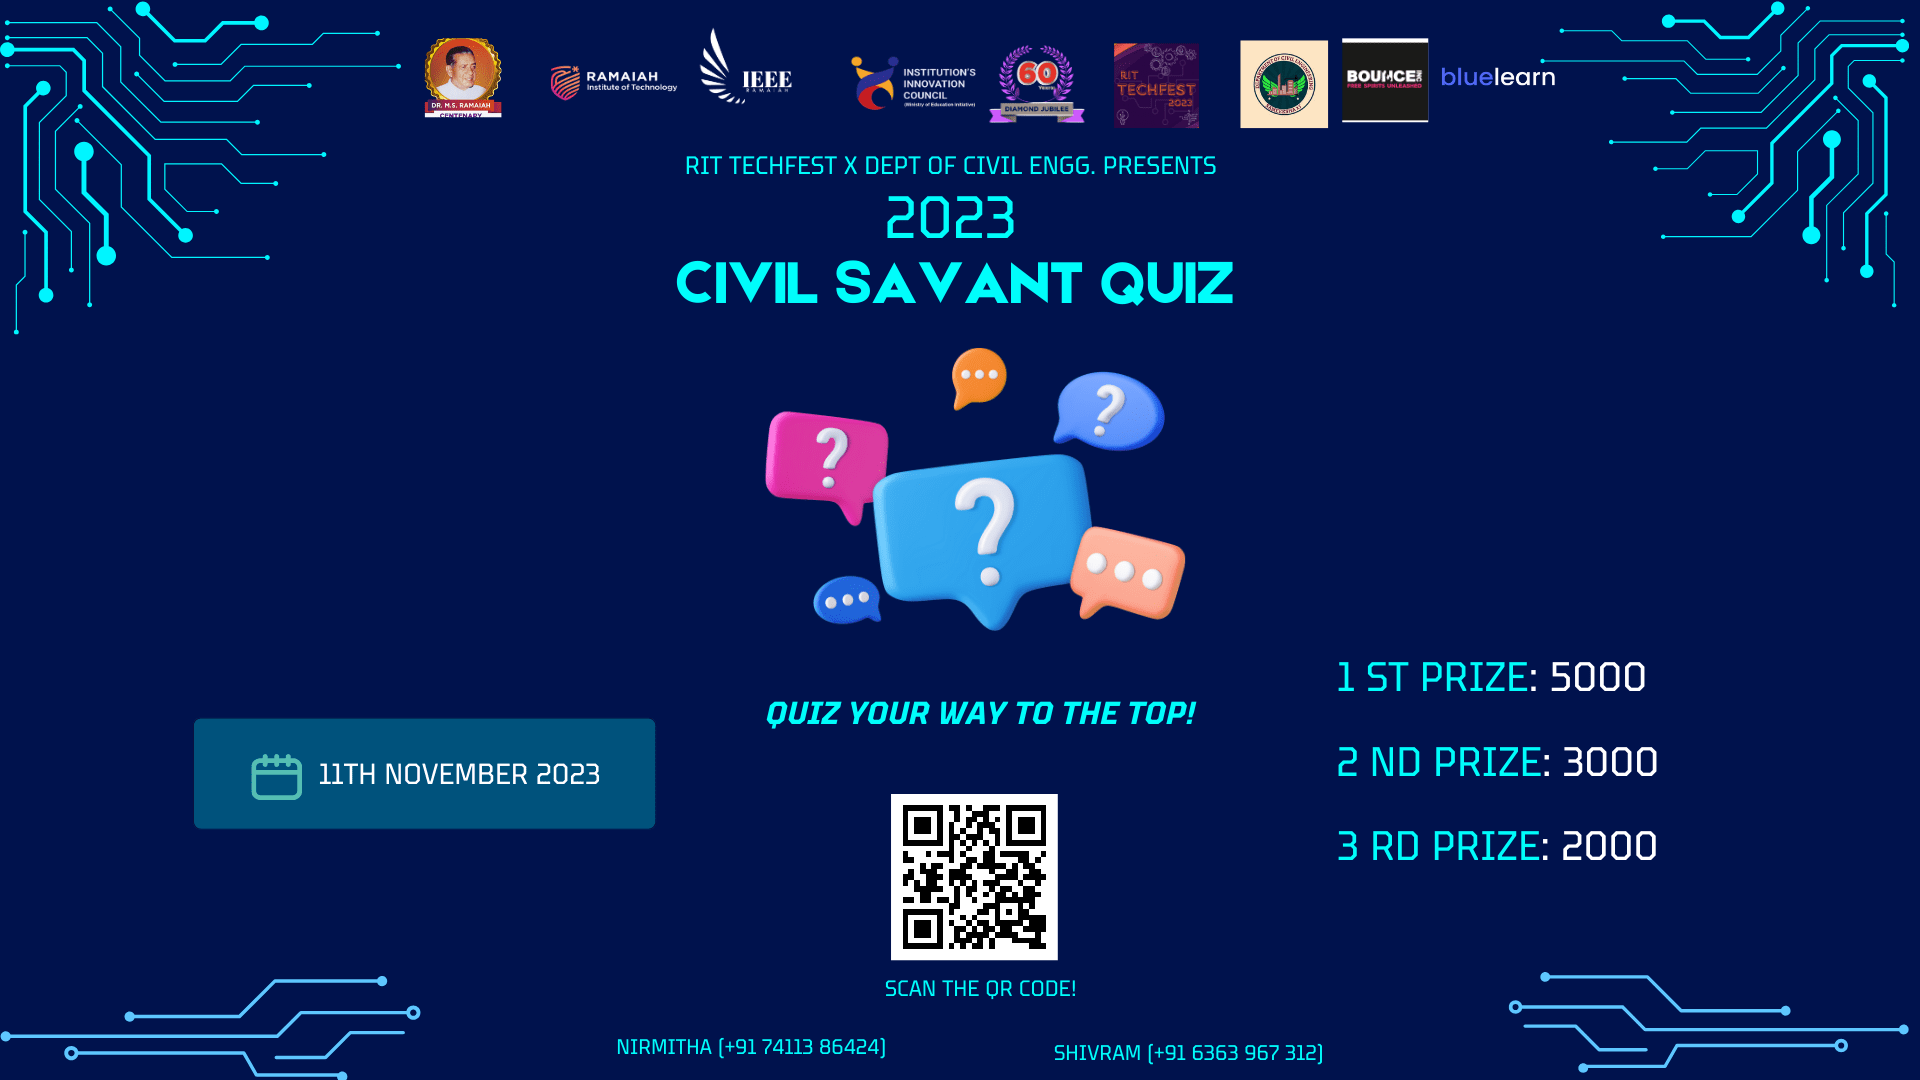 DR. M.S. RAMAIAH
CENTENARY
RAMAIAH
Institute of Technology
IEEE
RAMAIAH
INSTITUTION'S
INNOVATION
COUNCIL
(Ministry of Education Initiative)
60
Years
DIAMOND JUBILEE
RIT
TECHFEST
2023
BOUNCE
FREE SPIRITS UNLEASHED
bluelearn
RIT TECHFEST X DEPT OF CIVIL ENGG. PRESENTS
2023
CIVIL SAVANT QUIZ
?
?
?
QUIZ YOUR WAY TO THE TOP!
1 ST PRIZE: 5000
2 ND PRIZE: 3000
3 RD PRIZE: 2000
11TH NOVEMBER 2023
SCAN THE QR CODE!
NIRMITHA (+91 74113 86424)
SHIVRAM (+91 6363 967 312)